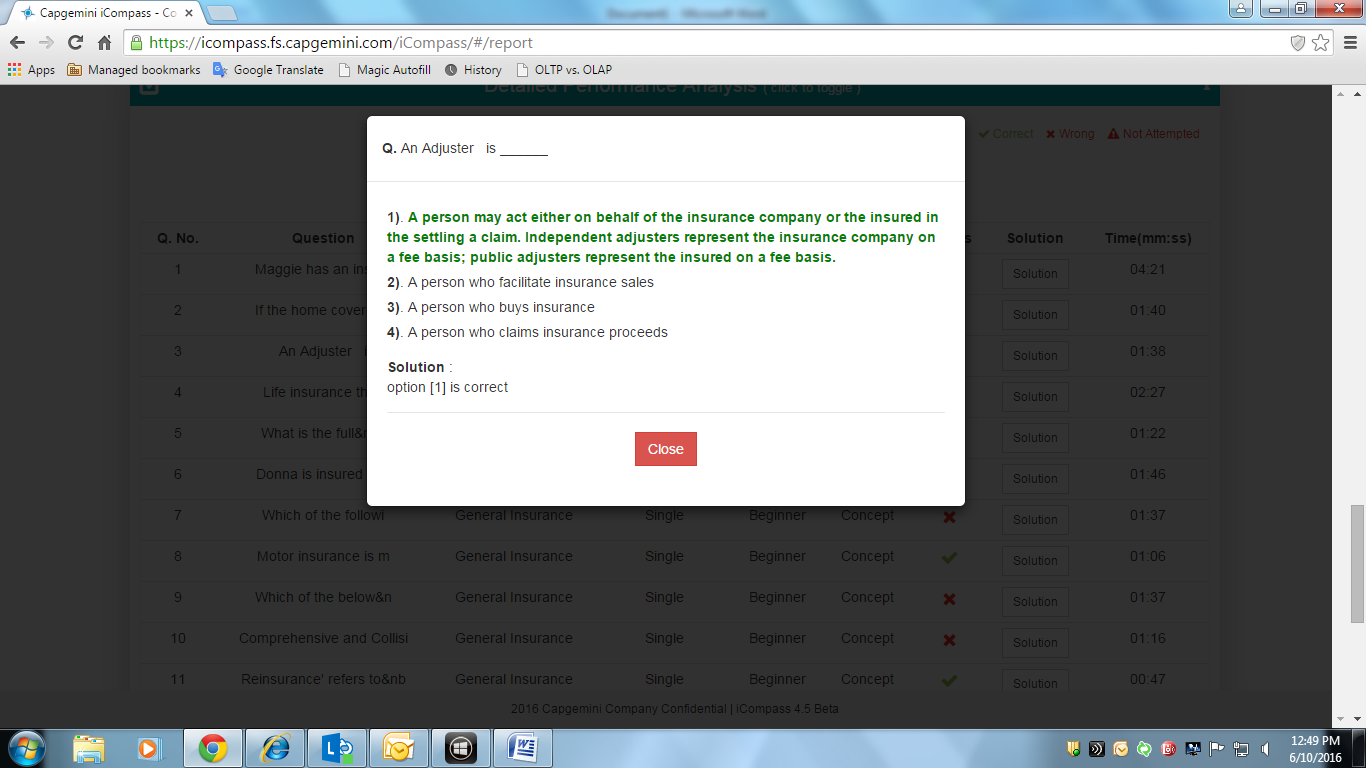 Capgemini iCompass - Co
Document1 - Microsoft Word
https://icompass.fs.capgemini.com/iCompass/#/report
Apps Managed bookmarks Google Translate Magic Autofill History OLTP vs. OLAP
Detailed Performance Analysis ( click to toggle )
Correct Wrong Not Attempted
Q. An Adjuster is ______
1). A person may act either on behalf of the insurance company or the insured in
the settling a claim. Independent adjusters represent the insurance company on
a fee basis; public adjusters represent the insured on a fee basis.
2). A person who facilitate insurance sales
3). A person who buys insurance
4). A person who claims insurance proceeds
Solution :
option [1] is correct
Close
Q. No. Question s Solution Time(mm:ss)
1 Maggie has an ins Solution 04:21
2 If the home cover Solution 01:40
3 An Adjuster Solution 01:38
4 Life insurance th Solution 02:27
5 What is the full& Solution 01:22
6 Donna is insured Solution 01:46
7 Which of the followi General Insurance Single Beginner Concept Solution 01:37
8 Motor insurance is m General Insurance Single Beginner Concept Solution 01:06
9 Which of the below&n General Insurance Single Beginner Concept Solution 01:37
10 Comprehensive and Collisi General Insurance Single Beginner Concept Solution 01:16
11 Reinsurance' refers to&nb General Insurance Single Beginner Concept Solution 00:47
2016 Capgemini Company Confidential | iCompass 4.5 Beta
12:49 PM
6/10/2016